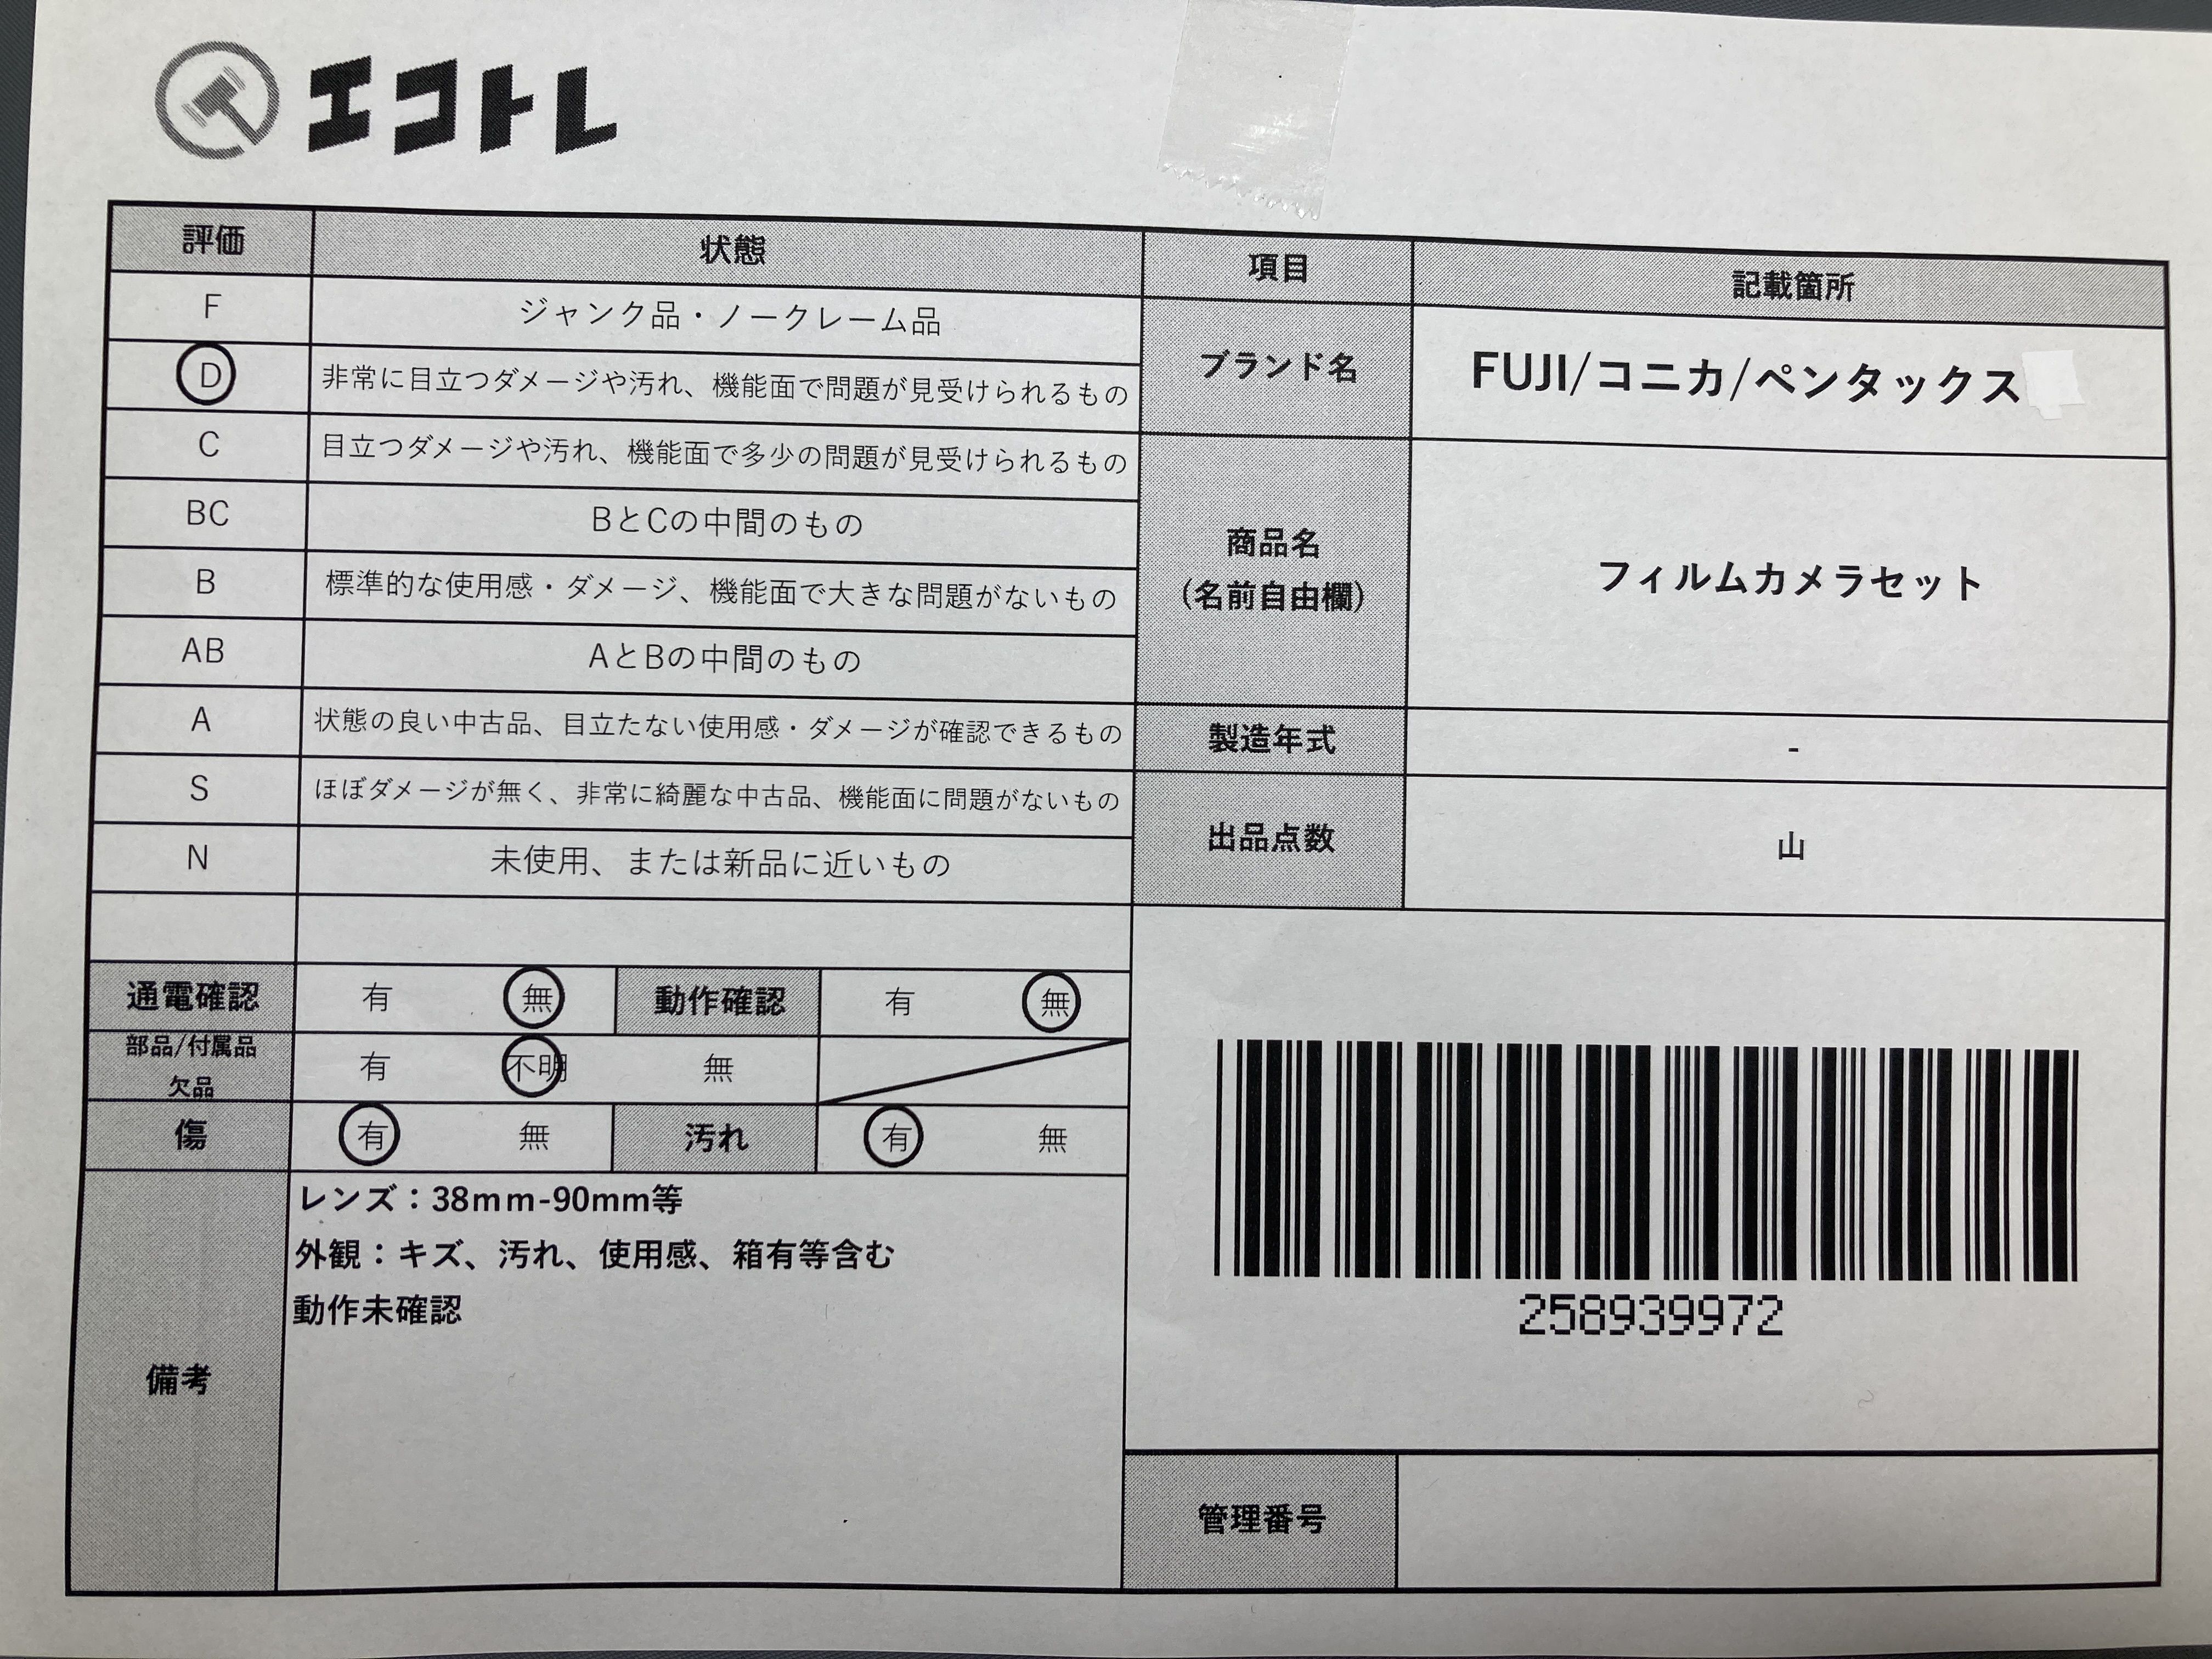 エコトレ
評価 状態 項目 記載箇所
F ジャンク品・ノークレーム品
D 非常に目立つダメージや汚れ、機能面で問題が見受けられるもの
ブランド名 FUJI/コニカ/ペンタックス
C 目立つダメージや汚れ、機能面で多少の問題が見受けられるもの
BC BとCの中間のもの
B 標準的な使用感・ダメージ、機能面で大きな問題がないもの
商品名
(名前自由欄)
フィルムカメラセット
AB AとBの中間のもの
A 状態の良い中古品、目立たない使用感・ダメージが確認できるもの
製造年式 -
S ほぼダメージが無く、非常に綺麗な中古品、機能面に問題がないもの
出品点数 山
N 未使用、または新品に近いもの
通電確認 有 無 動作確認 有 無
部品/付属品
欠品
有 不明 無
傷 有 無 汚れ 有 無
備考
レンズ：38mm-90mm等
外観：キズ、汚れ、使用感、箱有等含む
動作未確認
258939972
管理番号